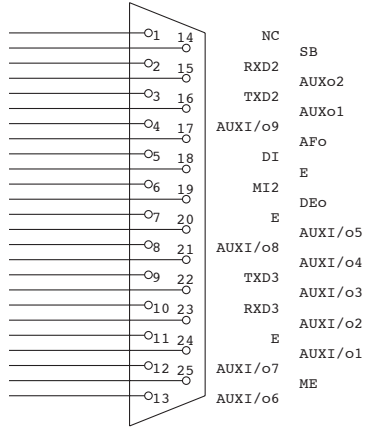 1 NC
14 SB
2 RXD2
15 AUXo2
3 TXD2
16 AUXo1
4 AUXI/o9
17 AFo
5 DI
18 E
6 MI2
19 DEo
7 E
20 AUXI/o5
8 AUXI/o8
21 AUXI/o4
9 TXD3
22 AUXI/o3
10 RXD3
23 AUXI/o2
11 E
24 AUXI/o1
12 AUXI/o7
25 ME
13 AUXI/o6